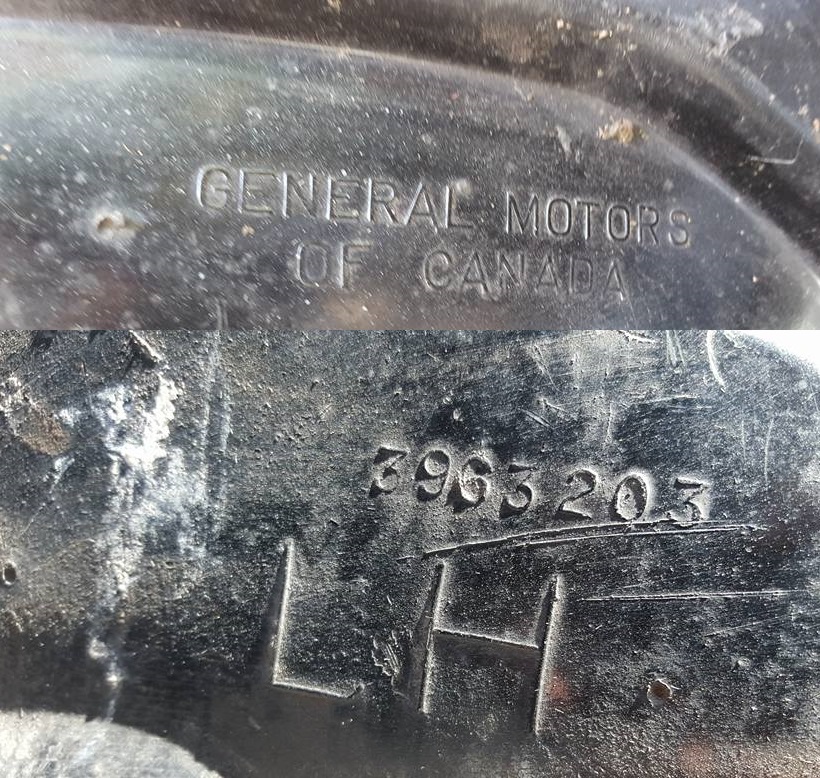 GENERAL MOTORS
OF CANADA
3963203
LH